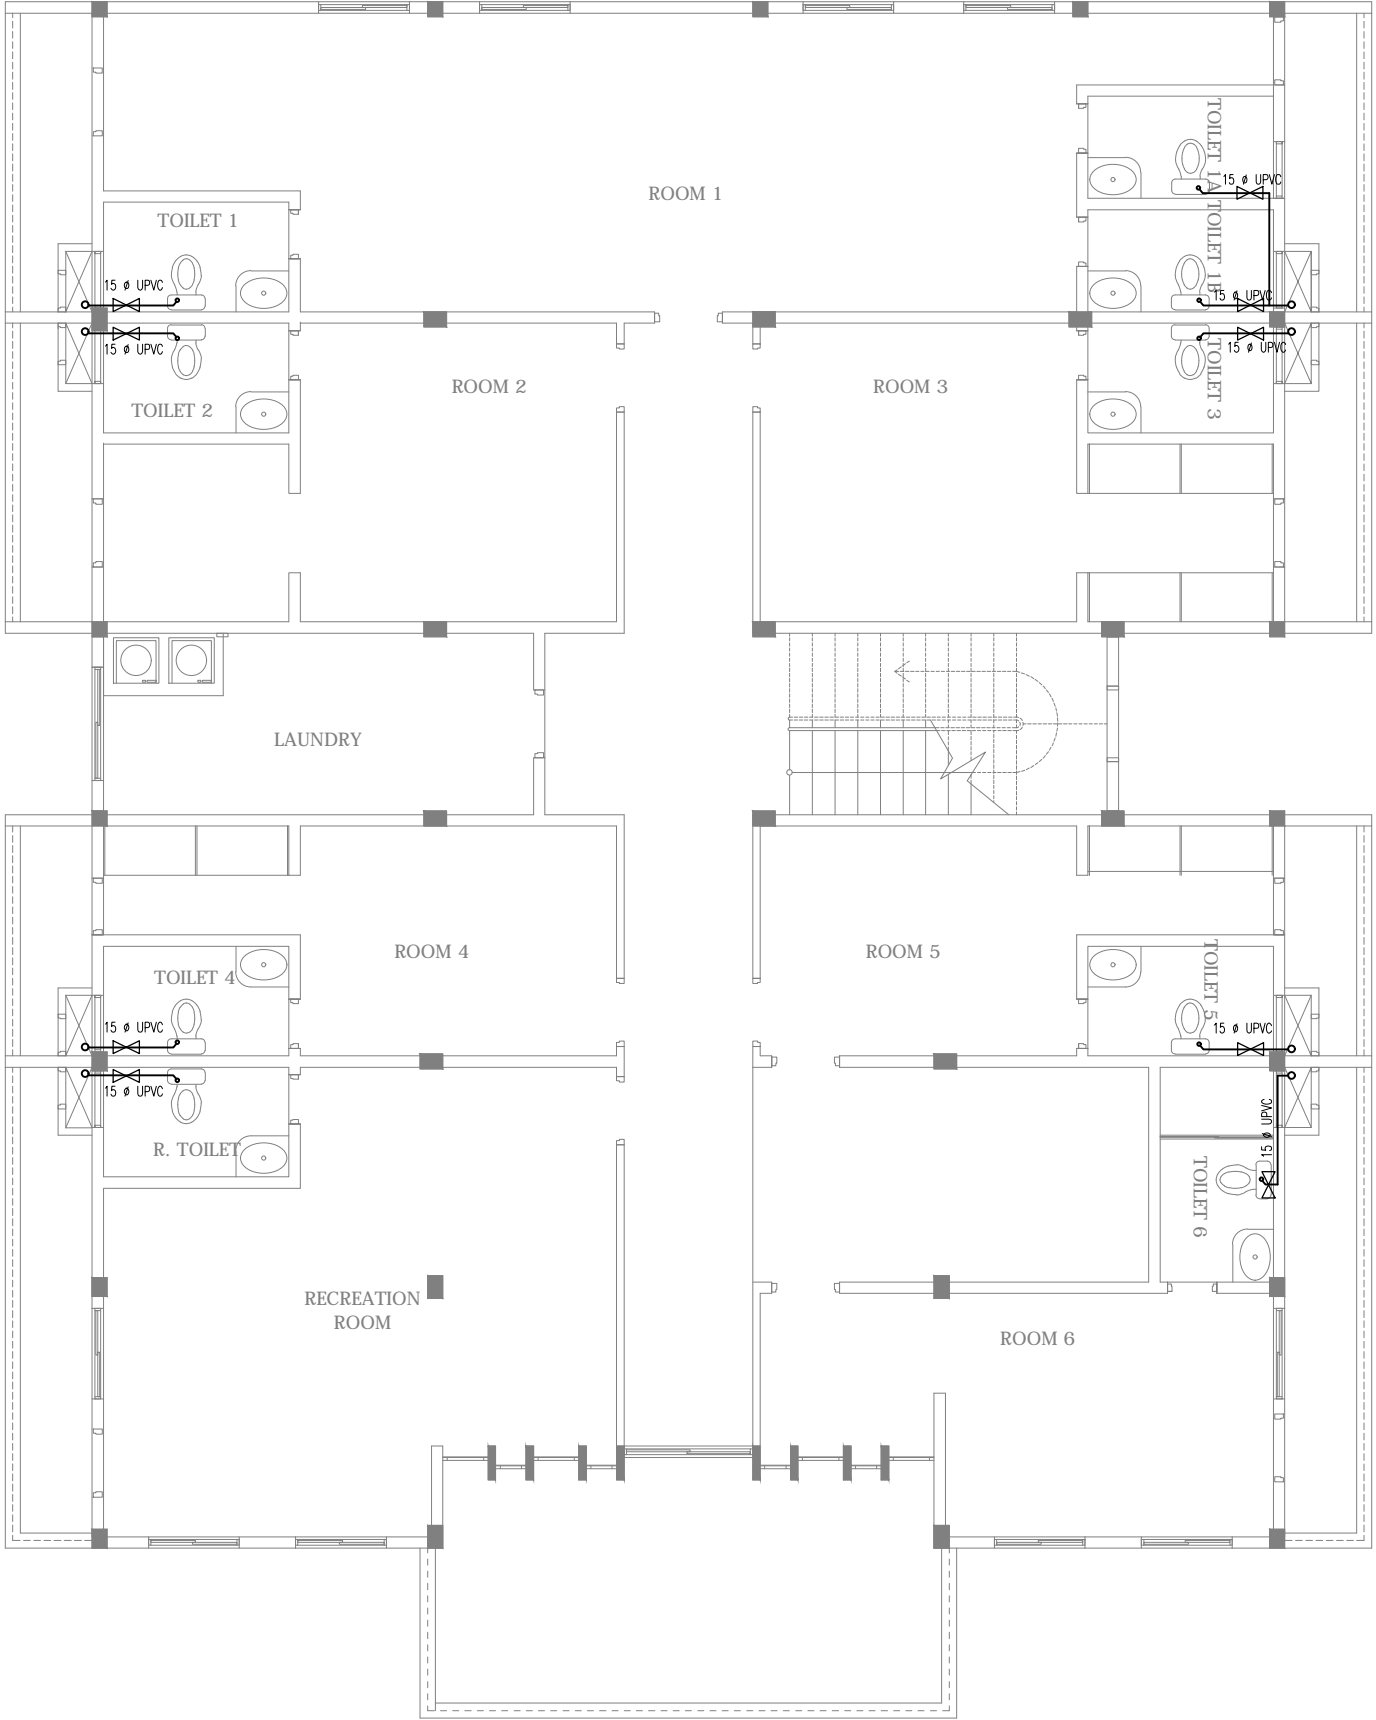 TOILET 1A
15 ø UPVC
ROOM 1
TOILET 1
TOILET 1B
15 ø UPVC
15 ø UPVC
15 ø UPVC
15 ø UPVC
TOILET 3
ROOM 2
ROOM 3
TOILET 2
LAUNDRY
ROOM 4
ROOM 5
TOILET 5
TOILET 4
15 ø UPVC
15 ø UPVC
15 ø UPVC
15 ø UPVC
R. TOILET
TOILET 6
RECREATION
ROOM
ROOM 6